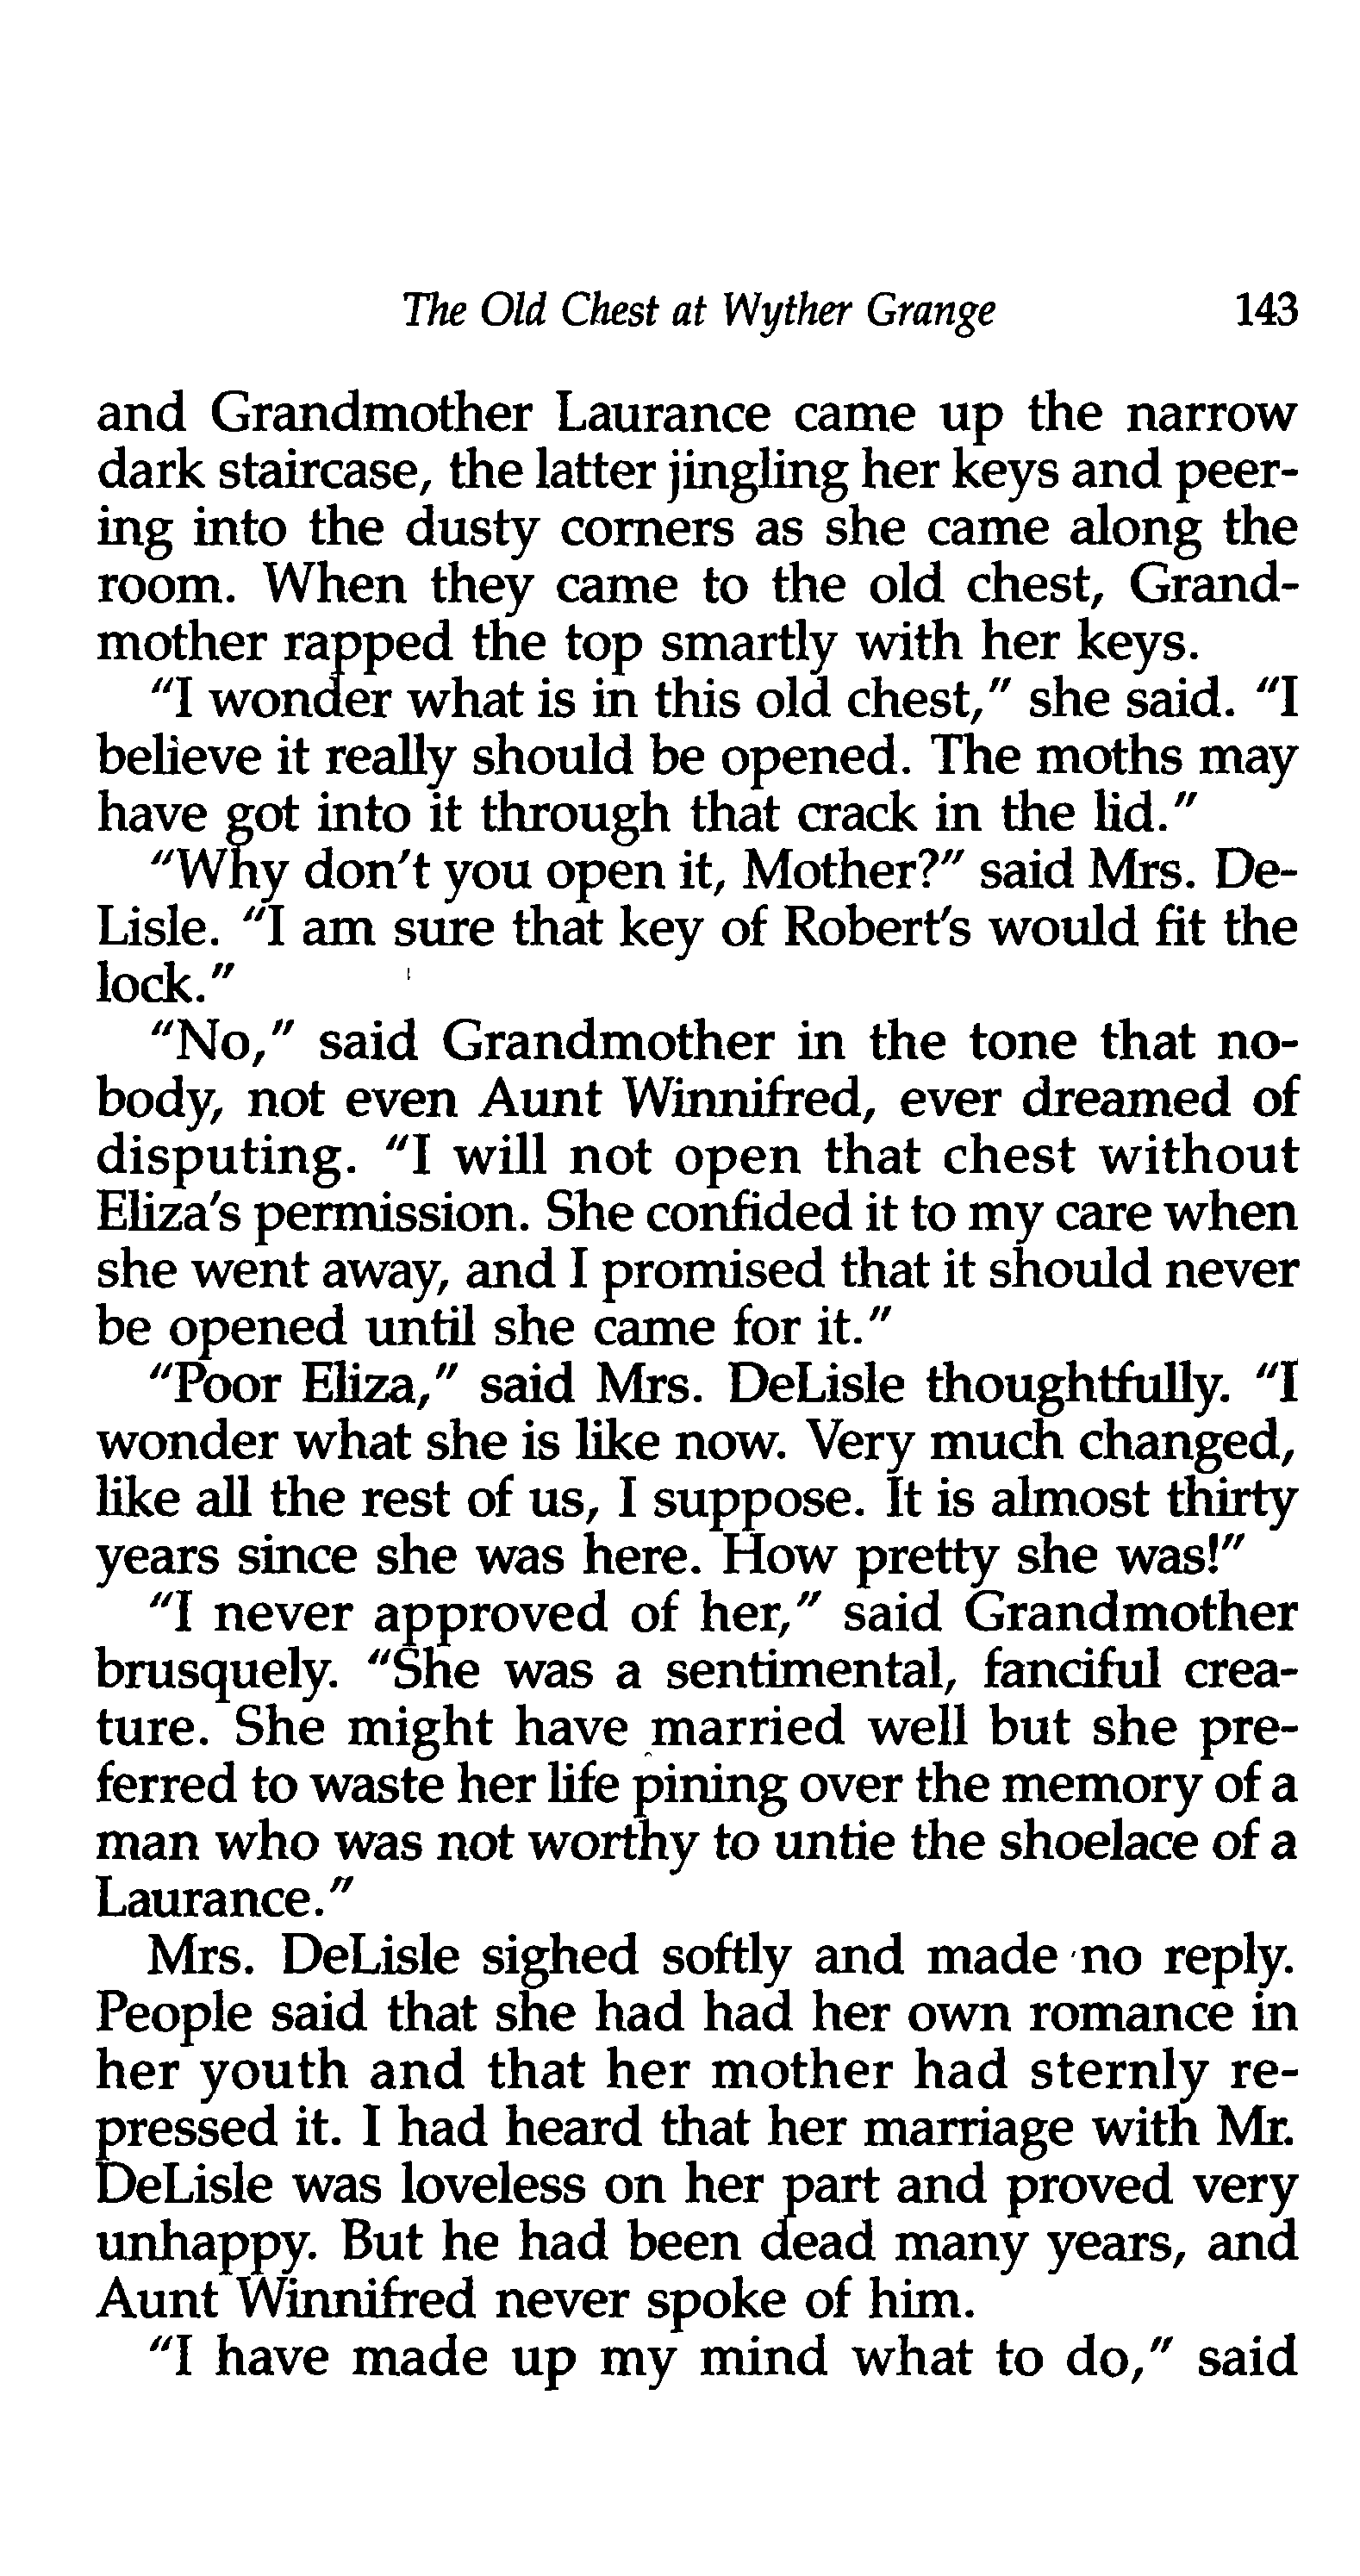 The Old Chest at Wyther Grange 143
and Grandmother Laurance came up the narrow
dark staircase, the latter jingling her keys and peer-
ing into the dusty corners as she came along the
room. When they came to the old chest, Grand-
mother rapped the top smartly with her keys.
"I wonder what is in this old chest," she said. "I
believe it really should be opened. The moths may
have got into it through that crack in the lid."
"Why don't you open it, Mother?" said Mrs. De-
Lisle. "I am sure that key of Robert's would fit the
lock."
"No," said Grandmother in the tone that no-
body, not even Aunt Winnifred, ever dreamed of
disputing. "I will not open that chest without
Eliza's permission. She confided it to my care when
she went away, and I promised that it should never
be opened until she came for it."
"Poor Eliza," said Mrs. DeLisle thoughtfully. "I
wonder what she is like now. Very much changed,
like all the rest of us, I suppose. It is almost thirty
years since she was here. How pretty she was!"
"I never approved of her," said Grandmother
brusquely. "She was a sentimental, fanciful crea-
ture. She might have married well but she pre-
ferred to waste her life pining over the memory of a
man who was not worthy to untie the shoelace of a
Laurance."
Mrs. DeLisle sighed softly and made no reply.
People said that she had had her own romance in
her youth and that her mother had sternly re-
pressed it. I had heard that her marriage with Mr.
DeLisle was loveless on her part and proved very
unhappy. But he had been dead many years, and
Aunt Winnifred never spoke of him.
"I have made up my mind what to do," said